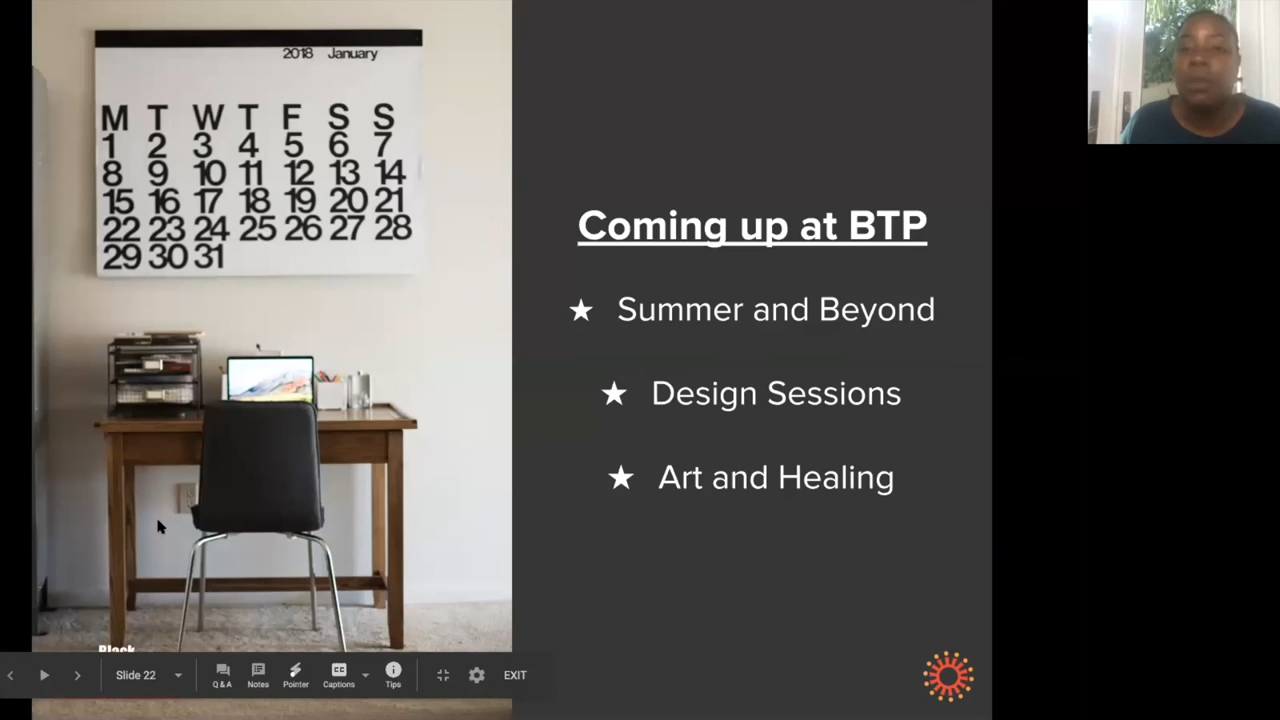 2018 January
M T W T F S S
1 2 3 4 5 6 7
8 9 10 11 12 13 14
15 16 17 18 19 20 21
22 23 24 25 26 27 28
29 30 31
Coming up at BTP
★ Summer and Beyond
★ Design Sessions
★ Art and Healing
Black
Slide 22
Q & A Notes Pointer Captions Tips EXIT